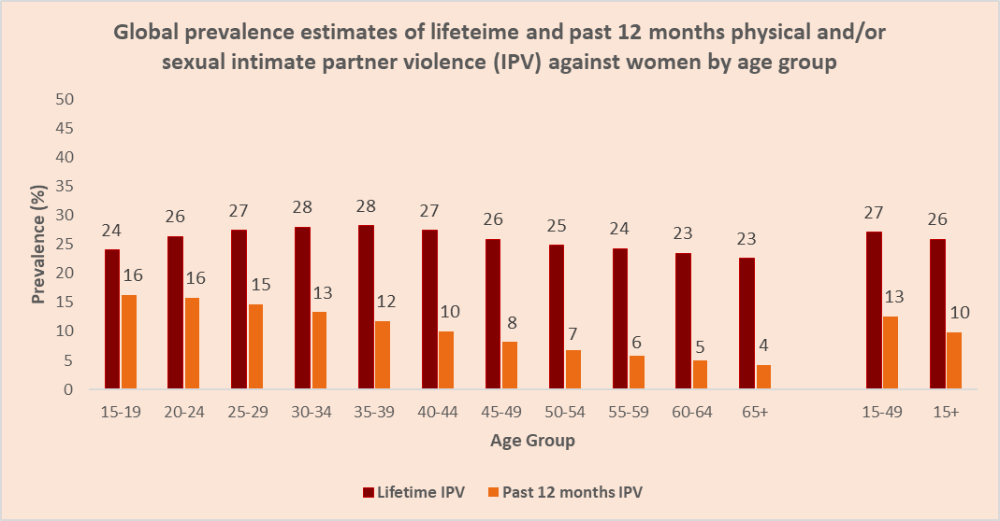 Global prevalence estimates of lifeteime and past 12 months physical and/or
sexual intimate partner violence (IPV) against women by age group
50
45
40
35
30
25
20
15
10
5
0
Prevalence (%)
24 26 27 28 28 27 26 25 24 23 23 27 26
16 16 15 13 12 10 8 7 6 5 4 13 10
15-19 20-24 25-29 30-34 35-39 40-44 45-49 50-54 55-59 60-64 65+ 15-49 15+
Age Group
Lifetime IPV Past 12 months IPV